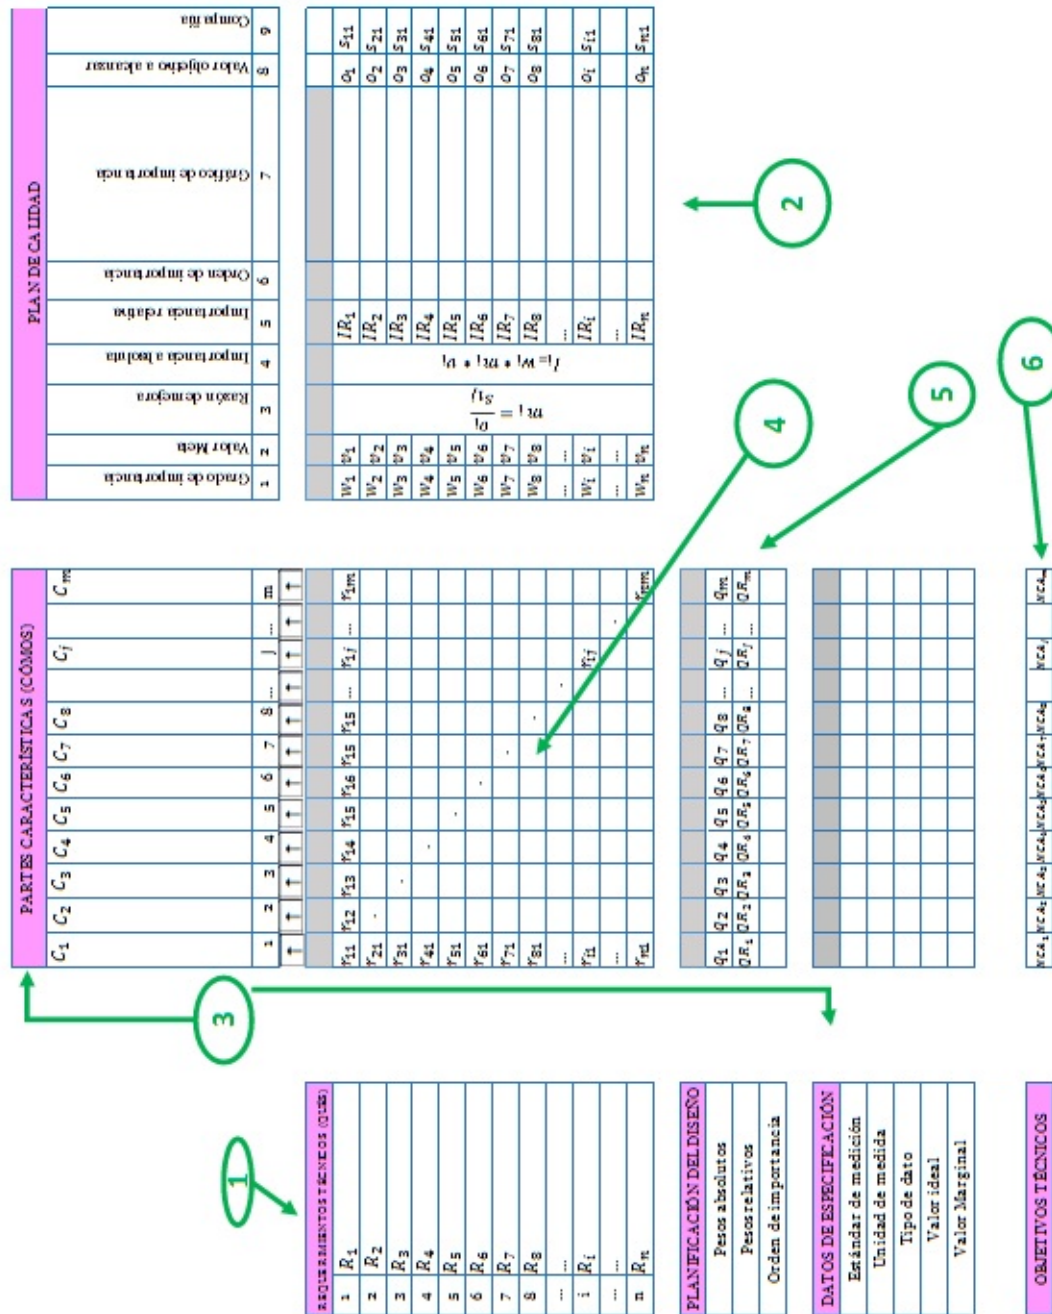 PARTES CARACTERÍSTICAS (CÓMOS)
C1 C2 C3 C4 C5 C6 C7 C8 Cj Cm
1 2 3 4 5 6 7 8 ... j ... m
↑ ↑ ↑ ↑ ↑ ↑ ↑ ↑ ↑ ↑ ↑ ↑
PLAN DE CALIDAD
Grado de importancia
Valor Meta
Razón de mejora
Importancia absoluta
Importancia relativa
Orden de importancia
Gráfico de importancia
Valor objetivo a alcanzar
Compañía
1 2 3 4 5 6 7 8 9
1
3
REQUERIMIENTOS TÉCNICOS (QUÉS)
1 R1 r11 r12 r13 r14 r15 r16 r15 r15 ... r1j ... r1m W1 v1 IR1 o1 s11
2 R2 r21 . W2 v2 IR2 o2 s21
3 R3 r31 . W3 v3 IR3 o3 s31
4 R4 r41 . W4 v4 IR4 o4 s41
5 R5 r51 . W5 v5 IR5 o5 s51
6 R6 r61 . W6 v6 IR6 o6 s61
7 R7 r71 . W7 v7 IR7 o7 s71
8 R8 r81 . W8 v8 IR8 o8 s81
... ... ... . ... ... ...
i Ri ri1 rij Wi vi IRi oi si1
... ... ... . ... ... ...
n Rn rn1 rnm Wn vn IRn on sn1
mi = oi / s1j
Ii = Wi * mi * vi
4
2
PLANIFICACIÓN DEL DISEÑO
Pesos absolutos q1 q2 q3 q4 q5 q6 q7 q8 ... qj ... qm
Pesos relativos QR1 QR2 QR3 QR4 QR5 QR6 QR7 QR8 ... QRj ... QRm
Orden de importancia
5
DATOS DE ESPECIFICACIÓN
Estándar de medición
Unidad de medida
Tipo de dato
Valor ideal
Valor Marginal
6
OBJETIVOS TÉCNICOS